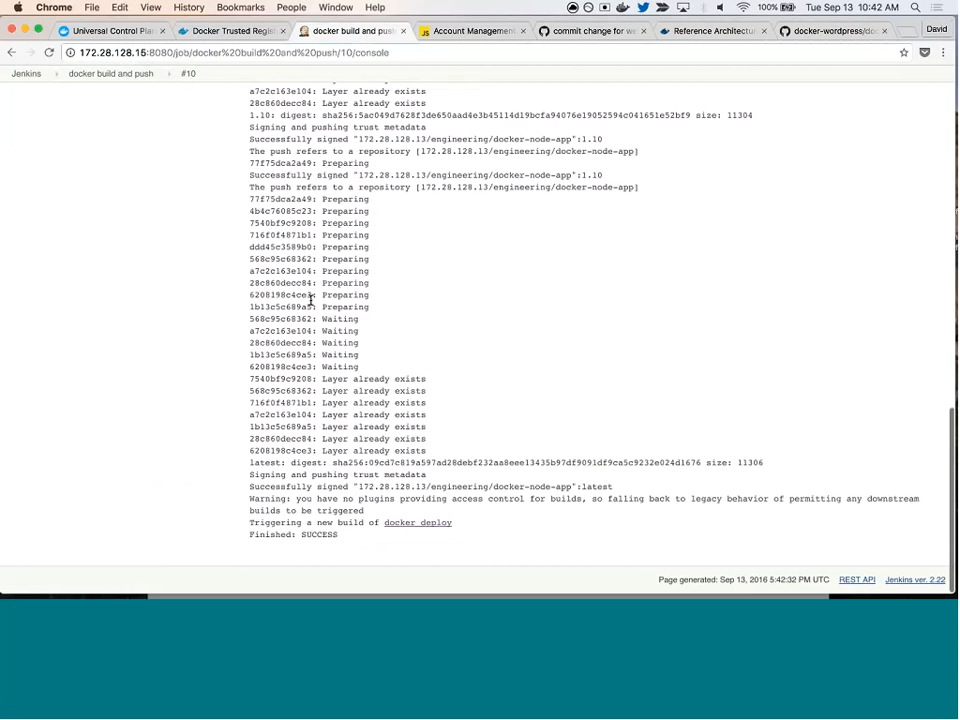 Chrome File Edit View History Bookmarks People Window Help 100% Tue Sep 13 10:42 AM
Universal Control Pla
Docker Trusted Regis
docker build and push
Account Management
commit change for we
Reference Architectur
docker-wordpress/doc
David
172.28.128.15:8080/job/docker%20build%20and%20push/10/console
Jenkins docker build and push #10
a7c2c163e104: Layer already exists
28c860decc84: Layer already exists
1.10: digest: sha256:5ac049d7628f3de650aad4e3b45114d19bcfa94076e19052594c041651e52bf9 size: 11304
Signing and pushing trust metadata
Successfully signed "172.28.128.13/engineering/docker-node-app":1.10
The push refers to a repository [172.28.128.13/engineering/docker-node-app]
77f75dca2a49: Preparing
Successfully signed "172.28.128.13/engineering/docker-node-app":1.10
The push refers to a repository [172.28.128.13/engineering/docker-node-app]
77f75dca2a49: Preparing
4b4c76085c23: Preparing
7540bf9c9208: Preparing
716f0f4871b1: Preparing
ddd45c3589b0: Preparing
568c95c68362: Preparing
a7c2c163e104: Preparing
28c860decc84: Preparing
6208198c4ce3: Preparing
1b13c5c689a5: Preparing
568c95c68362: Waiting
a7c2c163e104: Waiting
28c860decc84: Waiting
1b13c5c689a5: Waiting
6208198c4ce3: Waiting
7540bf9c9208: Layer already exists
568c95c68362: Layer already exists
716f0f4871b1: Layer already exists
a7c2c163e104: Layer already exists
1b13c5c689a5: Layer already exists
28c860decc84: Layer already exists
6208198c4ce3: Layer already exists
latest: digest: sha256:09cd7c819a597ad28debf232aa8eee13435b97df9091df9ca5c9232e024d1676 size: 11306
Signing and pushing trust metadata
Successfully signed "172.28.128.13/engineering/docker-node-app":latest
Warning: you have no plugins providing access control for builds, so falling back to legacy behavior of permitting any downstream
builds to be triggered
Triggering a new build of docker deploy
Finished: SUCCESS
Page generated: Sep 13, 2016 5:42:32 PM UTC REST API Jenkins ver. 2.22